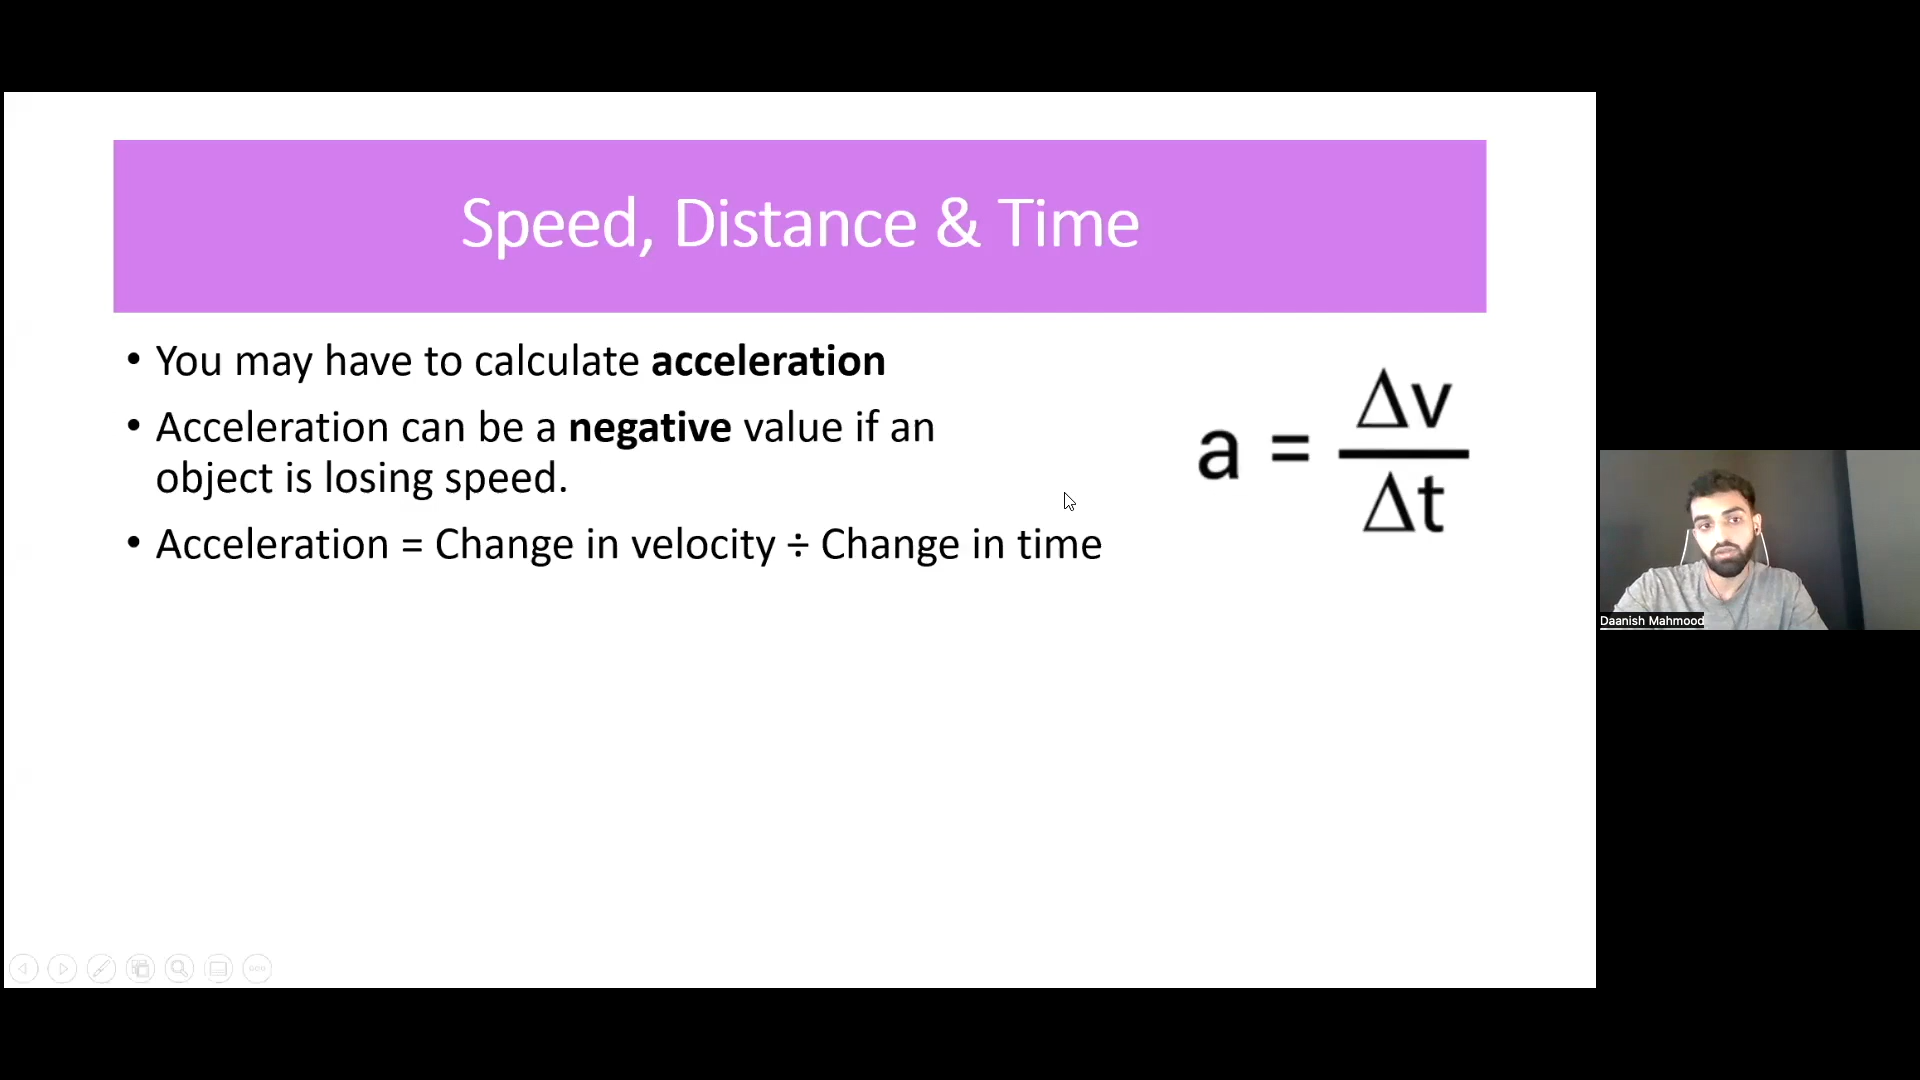 Speed, Distance & Time
• You may have to calculate acceleration
• Acceleration can be a negative value if an
object is losing speed.
• Acceleration = Change in velocity ÷ Change in time
a = Δv
Δt
Daanish Mahmood